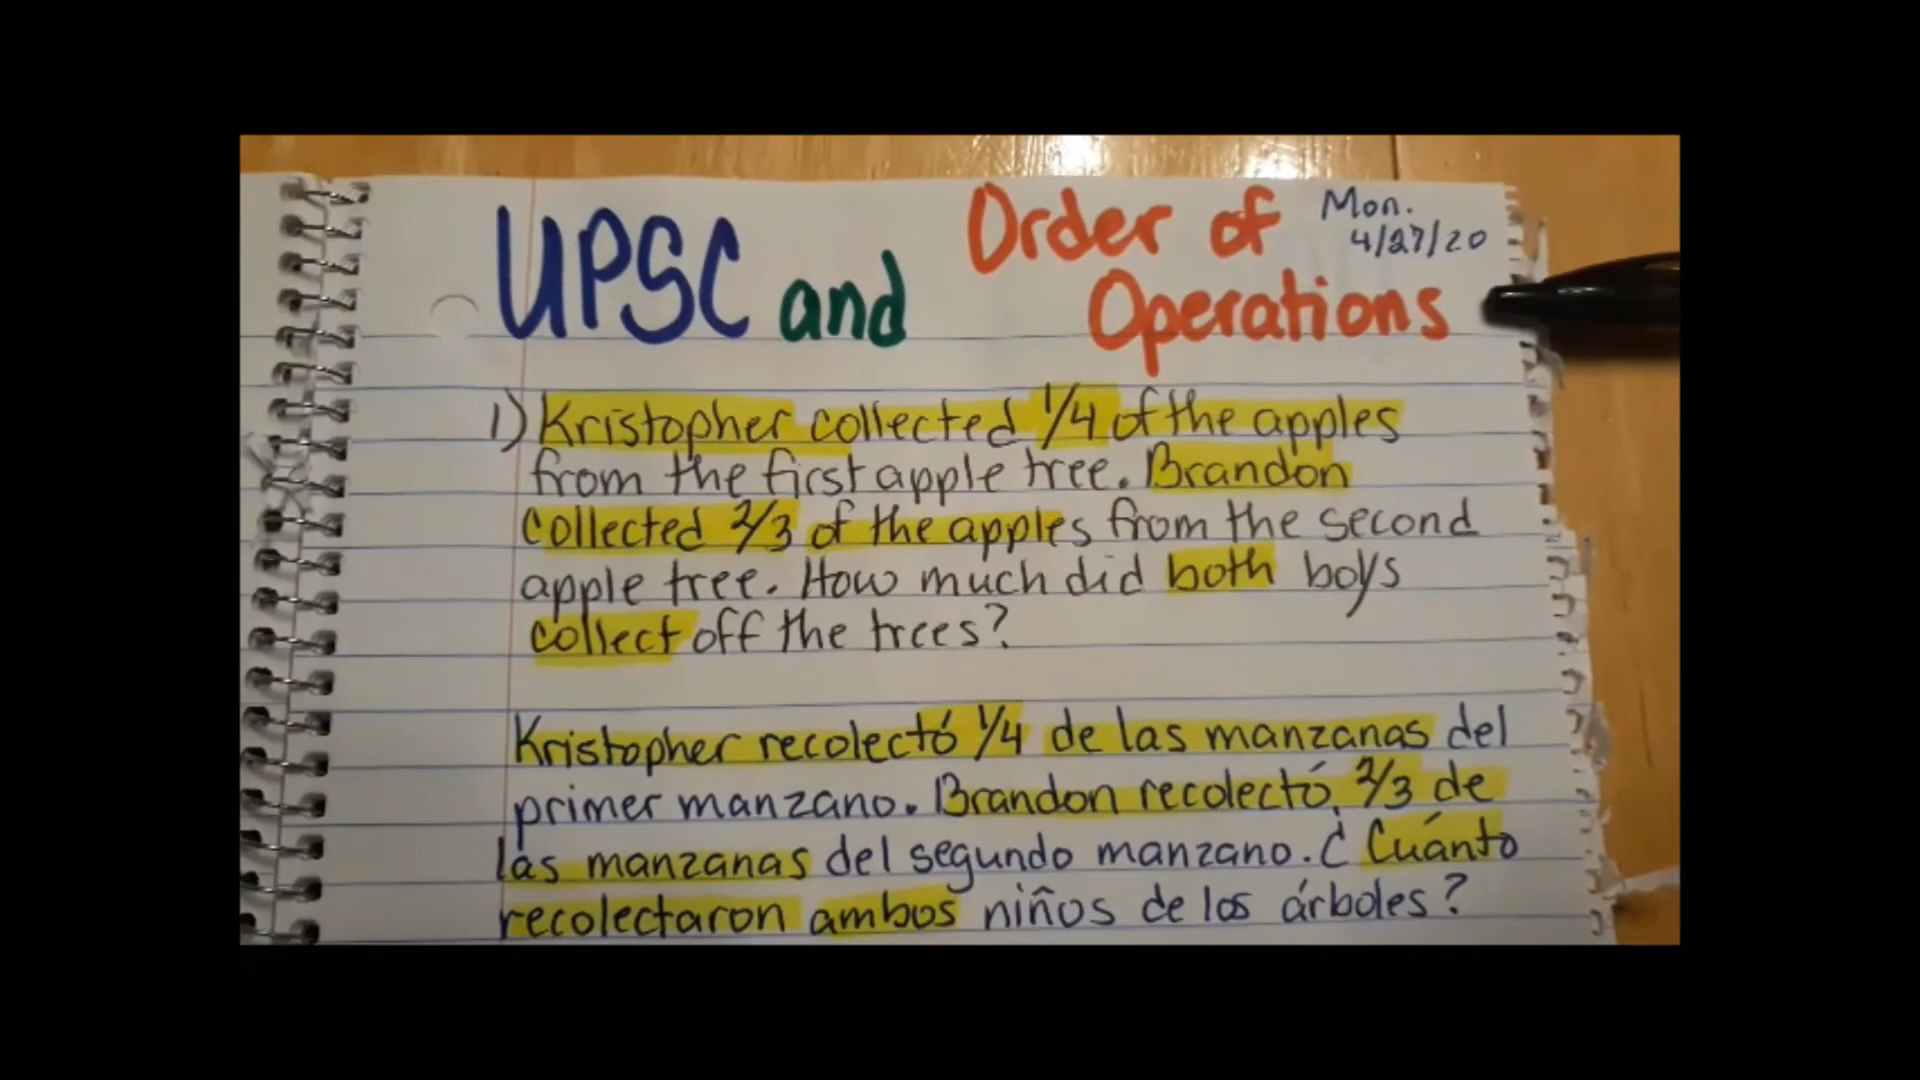 UPSC and Order of Operations
Mon.
4/27/20
1) Kristopher collected 1/4 of the apples
from the first apple tree. Brandon
collected 2/3 of the apples from the second
apple tree. How much did both boys
collect off the trees?
Kristopher recolectó 1/4 de las manzanas del
primer manzano. Brandon recolectó 2/3 de
las manzanas del segundo manzano. ¿Cuánto
recolectaron ambos niños de los árboles?